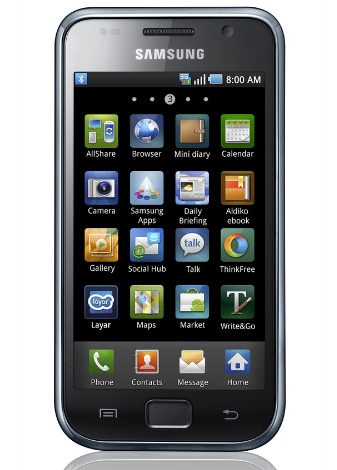 SAMSUNG
3G 8:00 AM
3
AllShare Browser Mini diary Calendar
Camera Samsung Apps Daily Briefing Aldiko ebook
Gallery Social Hub Talk ThinkFree
talk
layar
Layar Maps Market Write&Go
Phone Contacts Message Home